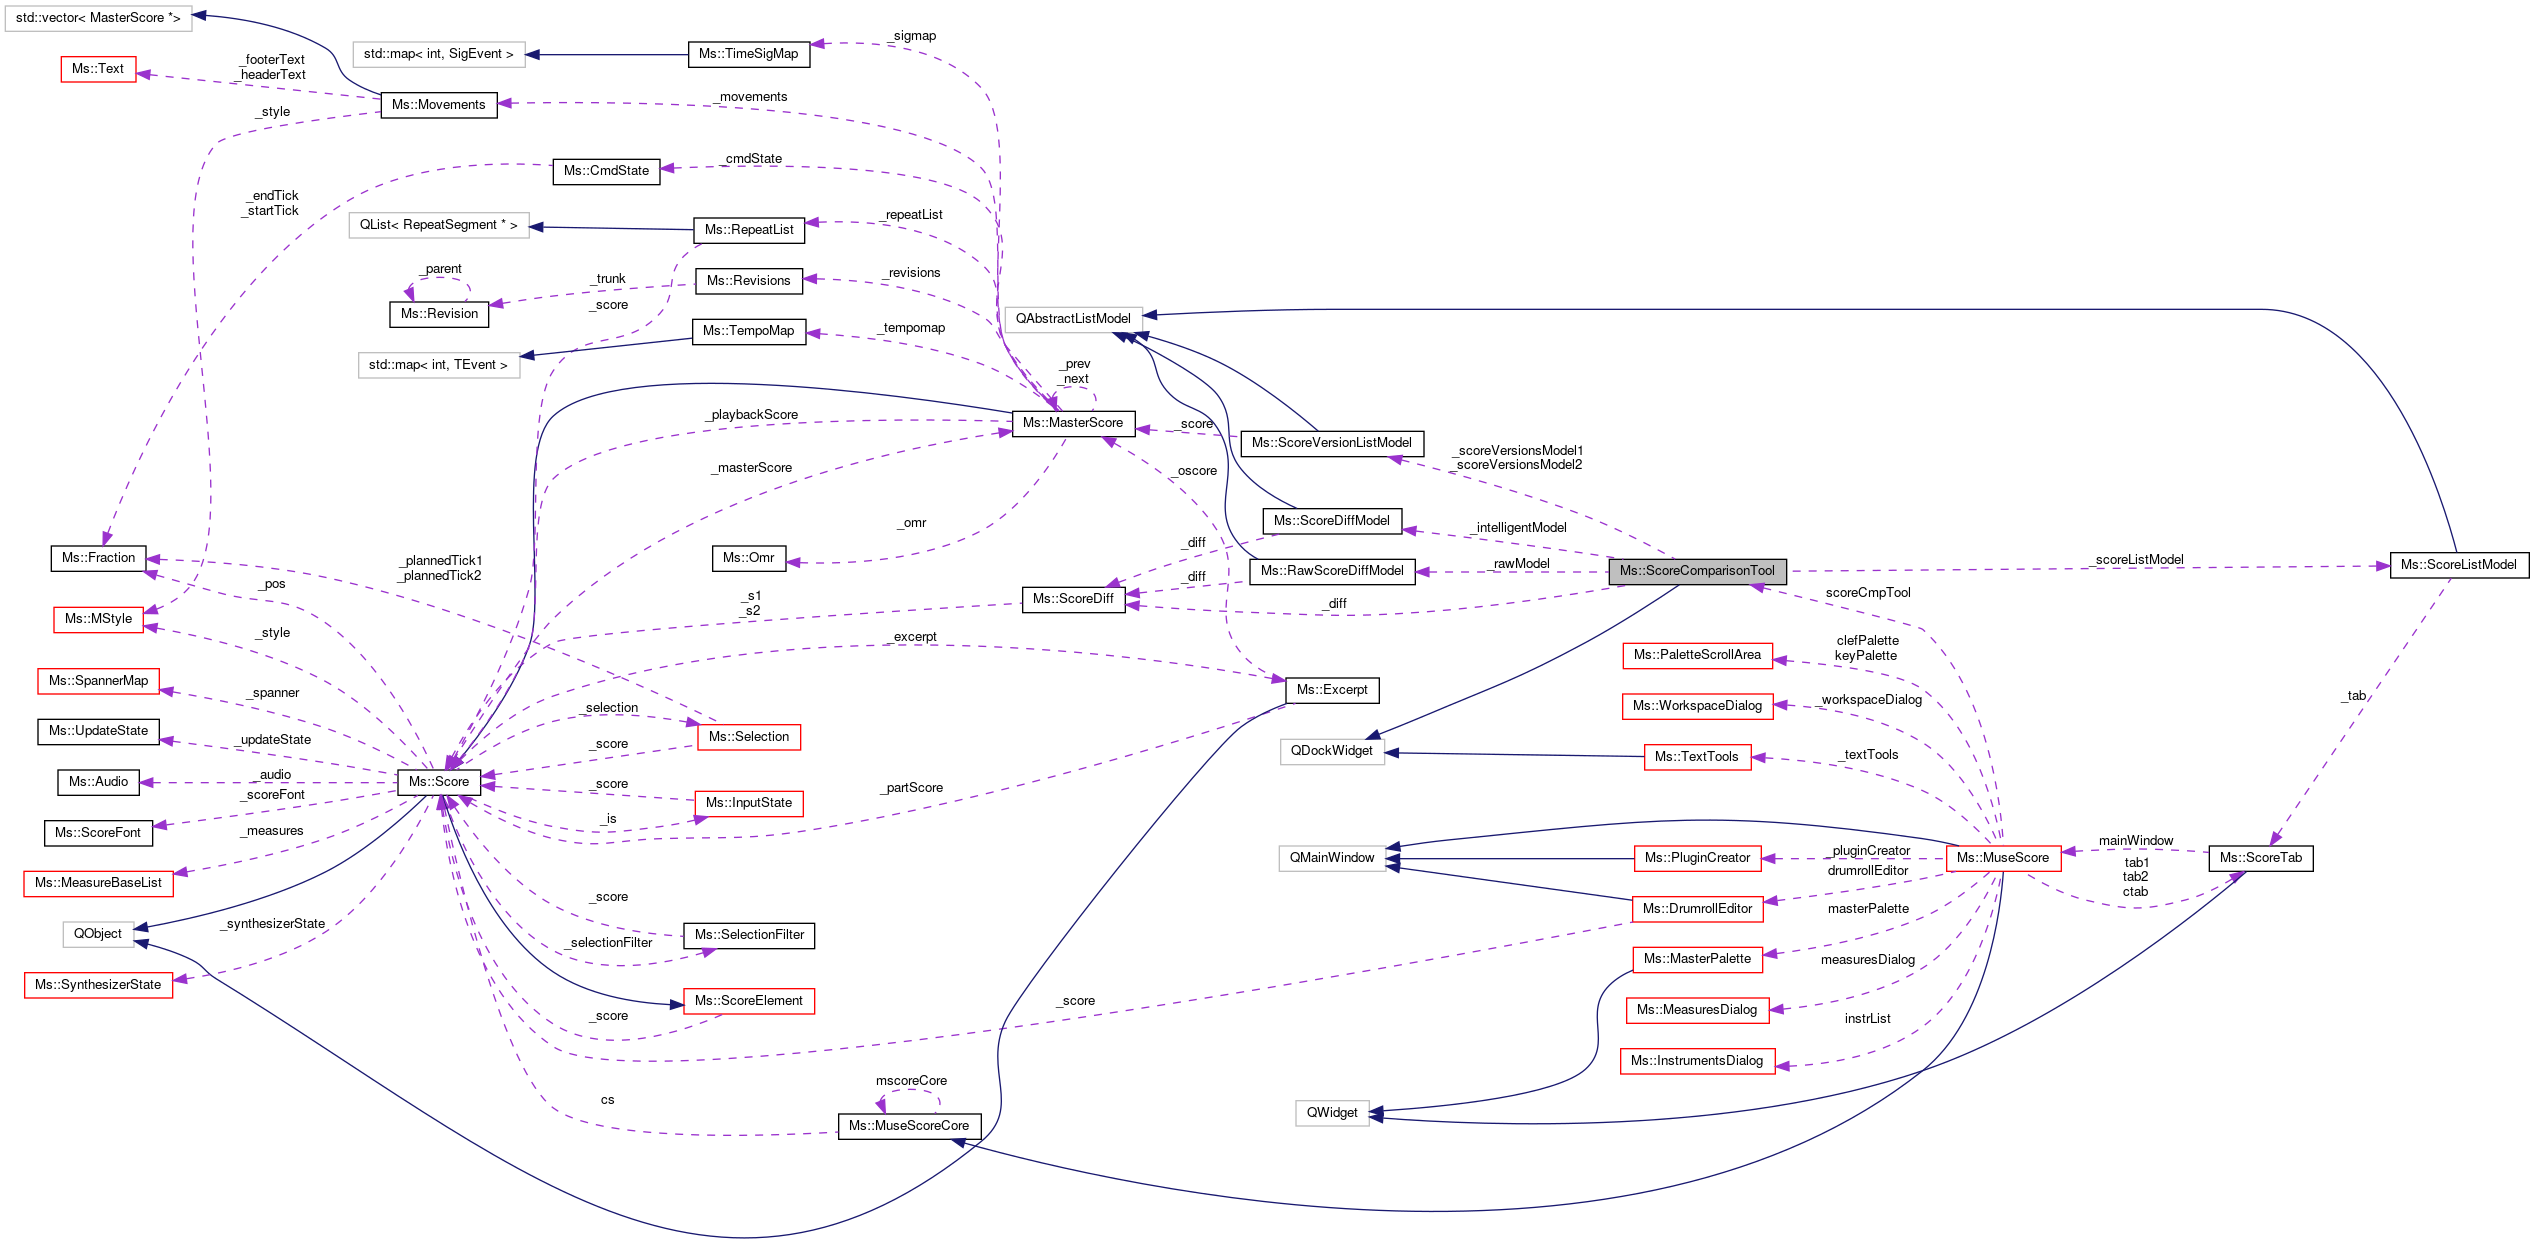 std::vector< MasterScore *>
_sigmap
std::map< int, SigEvent >
Ms::TimeSigMap
_footerText
_headerText
Ms::Text
_movements
Ms::Movements
_style
_cmdState
Ms::CmdState
_endTick
_startTick
_repeatList
QList< RepeatSegment * >
Ms::RepeatList
_parent
_trunk
_revisions
Ms::Revisions
_score
Ms::Revision
QAbstractListModel
_tempomap
Ms::TempoMap
std::map< int, TEvent >
_prev
_next
_playbackScore
Ms::MasterScore
_score
Ms::ScoreVersionListModel
_scoreVersionsModel1
_scoreVersionsModel2
_masterScore
_oscore
_omr
Ms::ScoreDiffModel
_intelligentModel
Ms::Fraction
_plannedTick1
_plannedTick2
Ms::Omr
_diff
Ms::RawScoreDiffModel
_rawModel
Ms::ScoreComparisonTool
_scoreListModel
Ms::ScoreListModel
_pos
_diff
_s1
_s2
Ms::ScoreDiff
_diff
scoreCmpTool
Ms::MStyle
_style
_excerpt
clefPalette
keyPalette
Ms::PaletteScrollArea
Ms::SpannerMap
_spanner
_selection
Ms::Excerpt
Ms::WorkspaceDialog
_workspaceDialog
_tab
Ms::UpdateState
_updateState
_score
Ms::Selection
QDockWidget
Ms::TextTools
_textTools
Ms::Audio
_audio
Ms::Score
_score
Ms::InputState
_partScore
_scoreFont
Ms::ScoreFont
_measures
_is
QMainWindow
Ms::PluginCreator
_pluginCreator
Ms::MuseScore
mainWindow
Ms::ScoreTab
tab1
tab2
ctab
drumrollEditor
Ms::MeasureBaseList
_score
Ms::DrumrollEditor
masterPalette
QObject
_synthesizerState
_selectionFilter
Ms::SelectionFilter
Ms::MasterPalette
measuresDialog
Ms::SynthesizerState
Ms::ScoreElement
_score
_score
Ms::MeasuresDialog
instrList
Ms::InstrumentsDialog
mscoreCore
cs
Ms::MuseScoreCore
QWidget